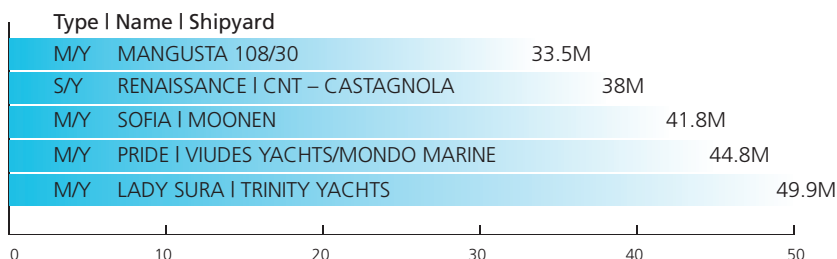 Type | Name | Shipyard
M/Y MANGUSTA 108/30 33.5M
S/Y RENAISSANCE | CNT – CASTAGNOLA 38M
M/Y SOFIA | MOONEN 41.8M
M/Y PRIDE | VIUDES YACHTS/MONDO MARINE 44.8M
M/Y LADY SURA | TRINITY YACHTS 49.9M
0 10 20 30 40 50